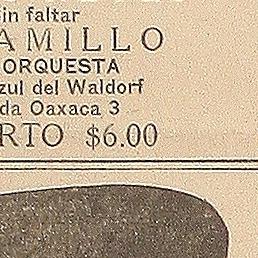 in faltar
AMILLO
ORQUESTA
zul del Waldorf
da Oaxaca 3
RTO $6.00